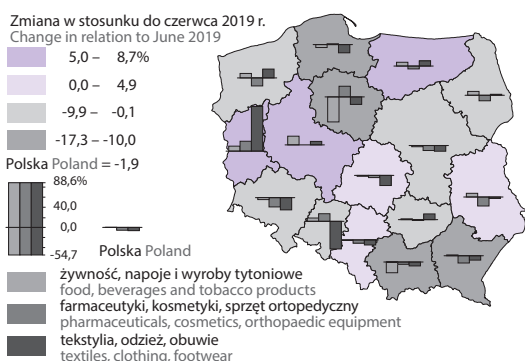 Zmiana w stosunku do czerwca 2019 r.
Change in relation to June 2019
5,0 – 8,7%
0,0 – 4,9
-9,9 – -0,1
-17,3 – -10,0
Polska Poland = -1,9
88,6%
40,0
0,0
-54,7
Polska Poland
żywność, napoje i wyroby tytoniowe
food, beverages and tobacco products
farmaceutyki, kosmetyki, sprzęt ortopedyczny
pharmaceuticals, cosmetics, orthopaedic equipment
tekstylia, odzież, obuwie
textiles, clothing, footwear